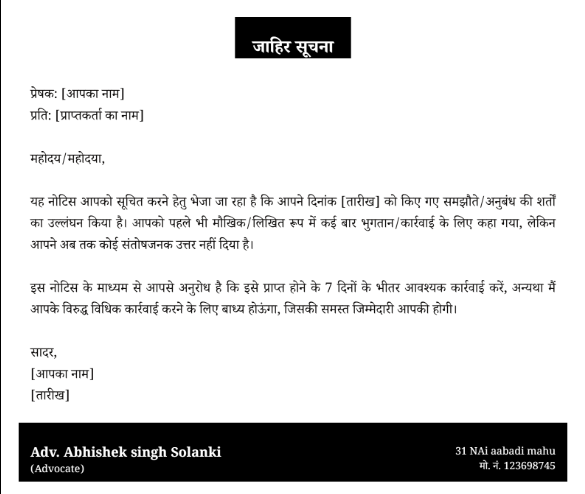 जाहिर सूचना
प्रेषक: [आपका नाम]
प्रति: [प्राप्तकर्ता का नाम]
महोदय/महोदया,
यह नोटिस आपको सूचित करने हेतु भेजा जा रहा है कि आपने दिनांक [तारीख] को किए गए समझौते/अनुबंध की शर्तों
का उल्लंघन किया है। आपको पहले भी मौखिक/लिखित रूप में कई बार भुगतान/कार्रवाई के लिए कहा गया, लेकिन
आपने अब तक कोई संतोषजनक उत्तर नहीं दिया है।
इस नोटिस के माध्यम से आपसे अनुरोध है कि इसे प्राप्त होने के 7 दिनों के भीतर आवश्यक कार्रवाई करें, अन्यथा मैं
आपके विरुद्ध विधिक कार्रवाई करने के लिए बाध्य होऊंगा, जिसकी समस्त जिम्मेदारी आपकी होगी।
सादर,
[आपका नाम]
[तारीख]
Adv. Abhishek singh Solanki
(Advocate)
31 NAi aabadi mahu
मो. नं. 123698745